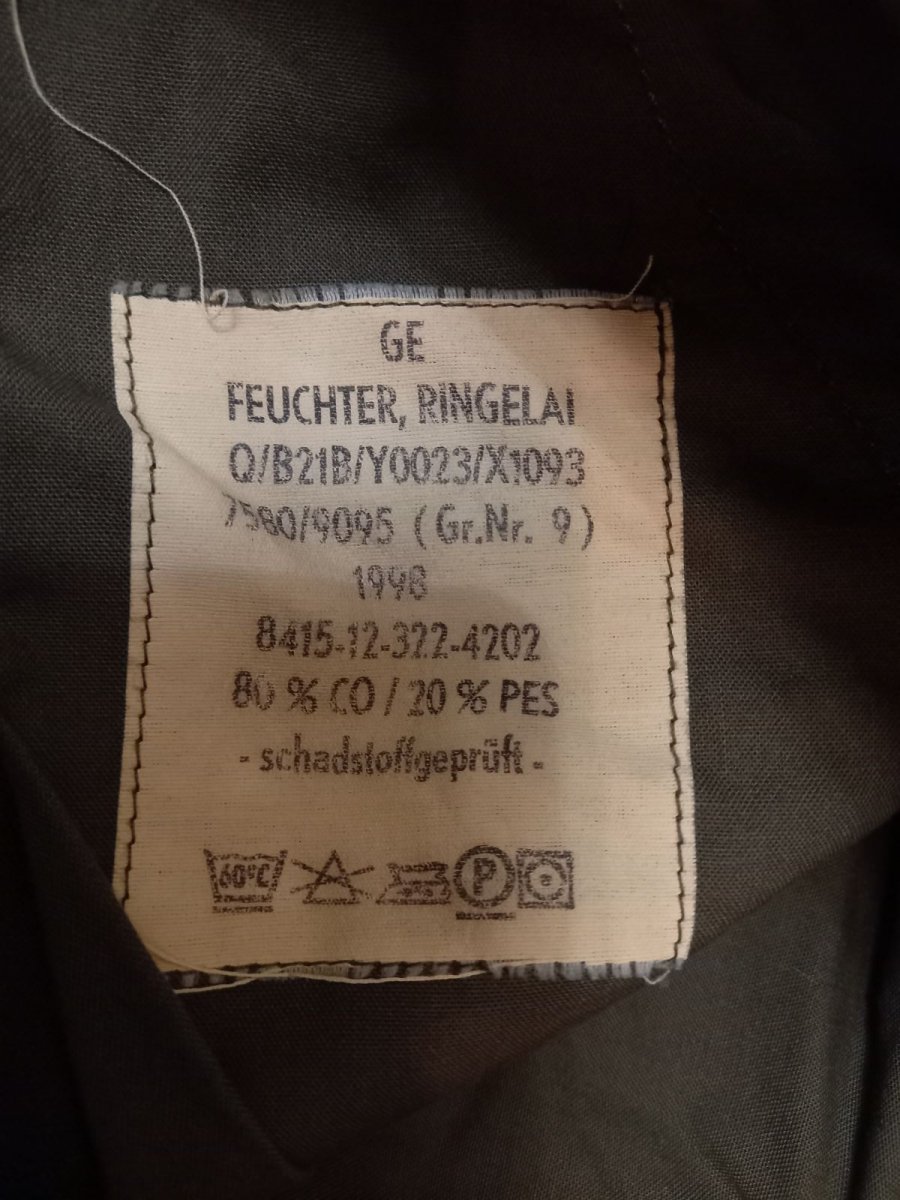 GE
FEUCHTER, RINGELAI
Q/B21B/Y0023/X1093
7580/9095 (Gr.Nr. 9)
1998
8415-12-322-4202
80 % CO / 20 % PES
- schadstoffgeprüft -
60°C P